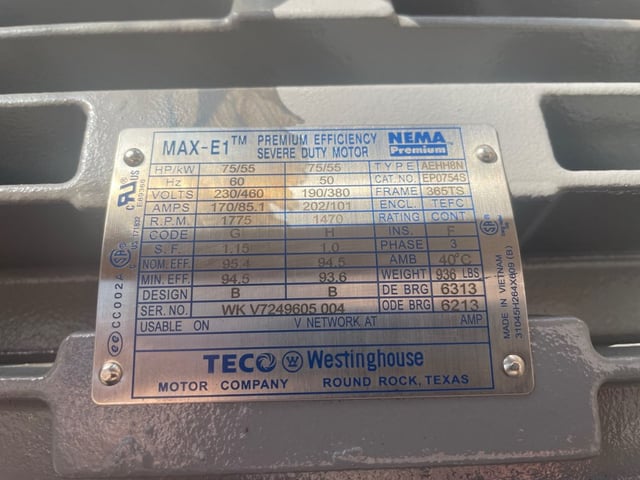 MAX-E1™ PREMIUM EFFICIENCY SEVERE DUTY MOTOR NEMA Premium
HP/kW 75/55 75/55 TYPE AEHH8N
Hz 60 50 CAT. NO. EP0754S
VOLTS 230/460 190/380 FRAME 365TS
AMPS 170/85.1 202/101 ENCL. TEFC
R.P.M. 1775 1470 RATING CONT.
CODE G H INS. F
S.F. 1.15 1.0 PHASE 3
NOM. EFF. 95.4 94.5 AMB 40°C
MIN. EFF. 94.5 93.6 WEIGHT 936 LBS
DESIGN B B DE BRG 6313
SER. NO. WK V7249605 004 ODE BRG 6213
USABLE ON V NETWORK AT AMP
TECO W Westinghouse
MOTOR COMPANY ROUND ROCK, TEXAS
CC002A
MADE IN VIETNAM
31045H264X609 (B)